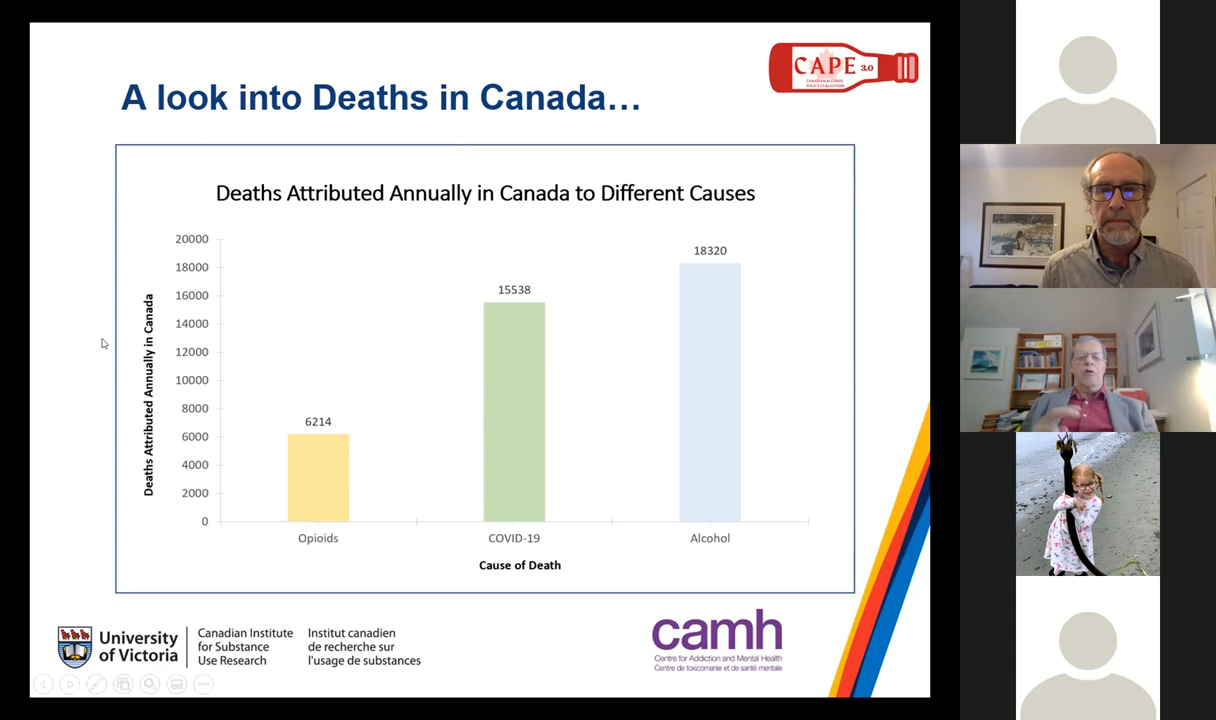 CAPE 3.0
CANADIAN ALCOHOL
POLICY EVALUATION
A look into Deaths in Canada…
Deaths Attributed Annually in Canada to Different Causes
Deaths Attributed Annually in Canada
20000
18000
16000
14000
12000
10000
8000
6000
4000
2000
0
6214
15538
18320
Opioids
COVID-19
Alcohol
Cause of Death
University
of Victoria
Canadian Institute
for Substance
Use Research
Institut canadien
de recherche sur
l'usage de substances
camh
Centre for Addiction and Mental Health
Centre de toxicomanie et de santé mentale